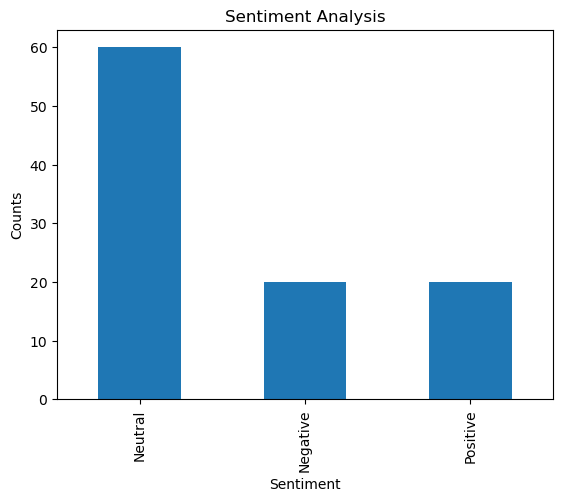 Sentiment Analysis
Counts
60
50
40
30
20
10
0
Neutral
Negative
Positive
Sentiment